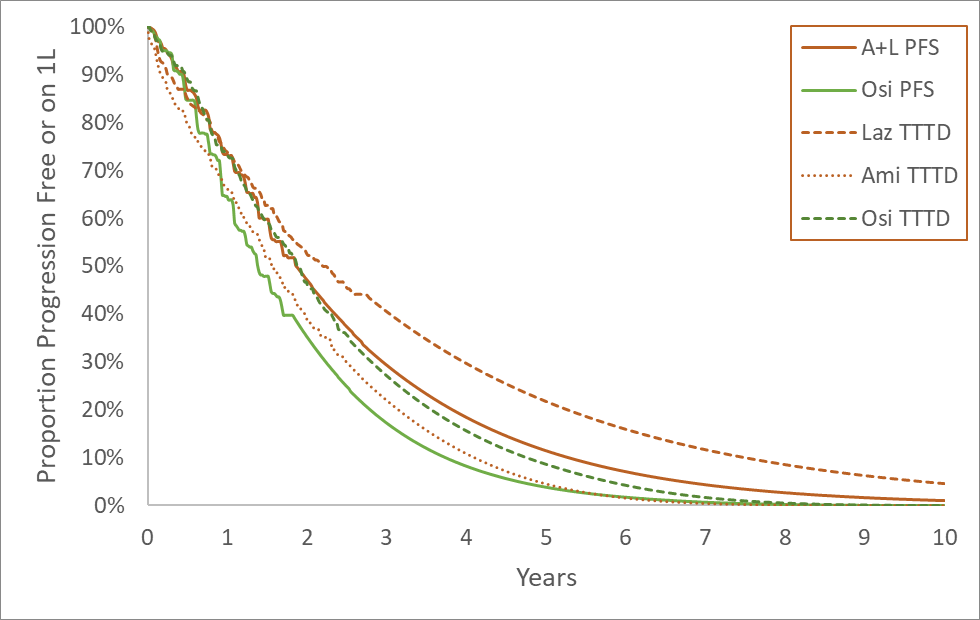 Proportion Progression Free or on 1L
100%
90%
80%
70%
60%
50%
40%
30%
20%
10%
0%
0 1 2 3 4 5 6 7 8 9 10
Years
A+L PFS
Osi PFS
Laz TTTD
Ami TTTD
Osi TTTD